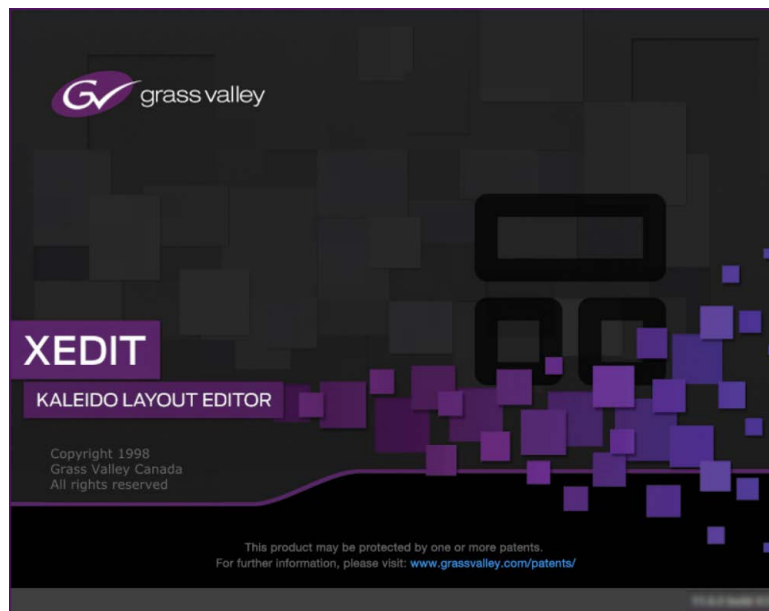 GV grass valley
XEDIT
KALEIDO LAYOUT EDITOR
Copyright 1998
Grass Valley Canada
All rights reserved
This product may be protected by one or more patents.
For further information, please visit: www.grassvalley.com/patents/